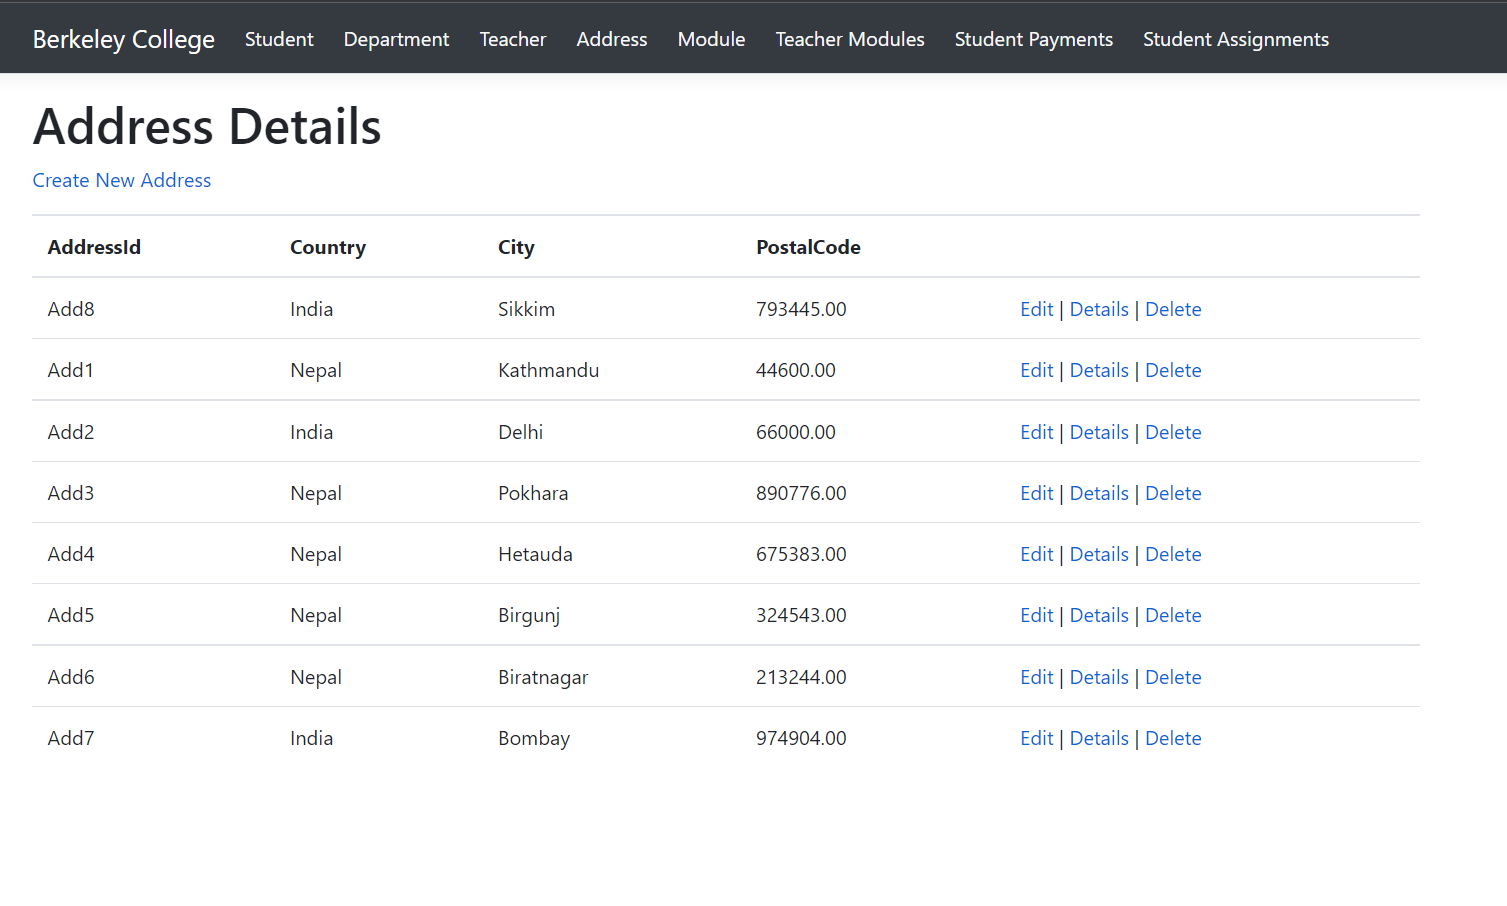 Berkeley College Student Department Teacher Address Module Teacher Modules Student Payments Student Assignments
Address Details
Create New Address
AddressId Country City PostalCode
Add8 India Sikkim 793445.00 Edit | Details | Delete
Add1 Nepal Kathmandu 44600.00 Edit | Details | Delete
Add2 India Delhi 66000.00 Edit | Details | Delete
Add3 Nepal Pokhara 890776.00 Edit | Details | Delete
Add4 Nepal Hetauda 675383.00 Edit | Details | Delete
Add5 Nepal Birgunj 324543.00 Edit | Details | Delete
Add6 Nepal Biratnagar 213244.00 Edit | Details | Delete
Add7 India Bombay 974904.00 Edit | Details | Delete